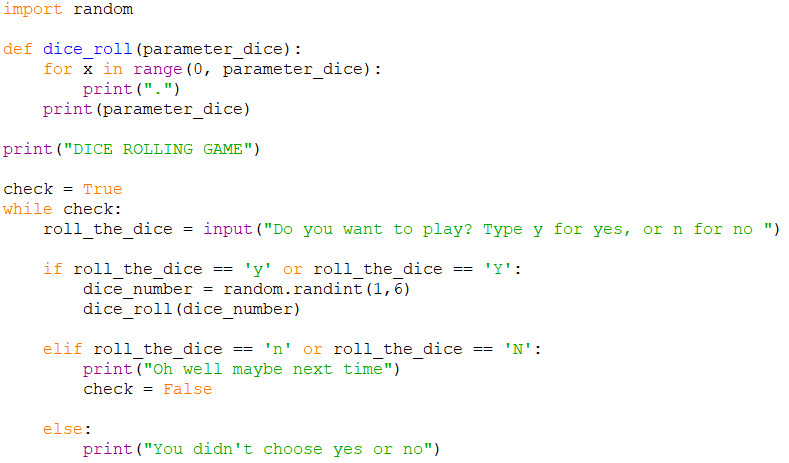 import random
def dice_roll(parameter_dice):
    for x in range(0, parameter_dice):
        print(".")
    print(parameter_dice)
print("DICE ROLLING GAME")
check = True
while check:
    roll_the_dice = input("Do you want to play? Type y for yes, or n for no ")
    if roll_the_dice == 'y' or roll_the_dice == 'Y':
        dice_number = random.randint(1,6)
        dice_roll(dice_number)
    elif roll_the_dice == 'n' or roll_the_dice == 'N':
        print("Oh well maybe next time")
        check = False
    else:
        print("You didn't choose yes or no")